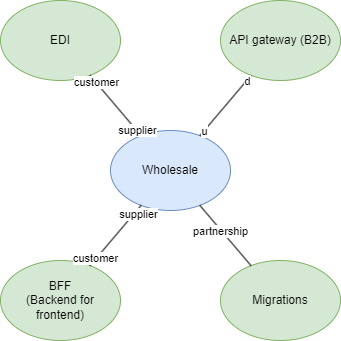 EDI
API gateway (B2B)
customer
d
supplier
u
Wholesale
supplier
partnership
customer
BFF
(Backend for
frontend)
Migrations